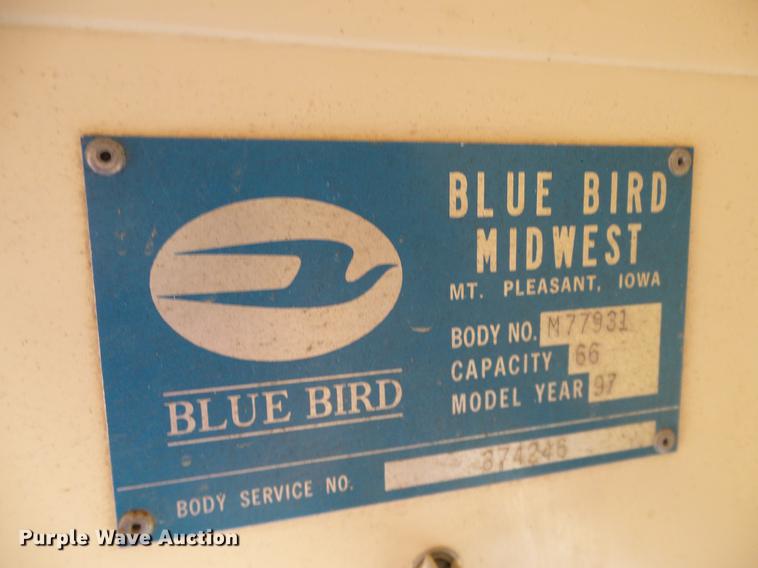 BLUE BIRD
MIDWEST
MT. PLEASANT, IOWA
BODY NO. M77931
CAPACITY 66
MODEL YEAR 97
BLUE BIRD
BODY SERVICE NO. 374246
Purple Wave Auction